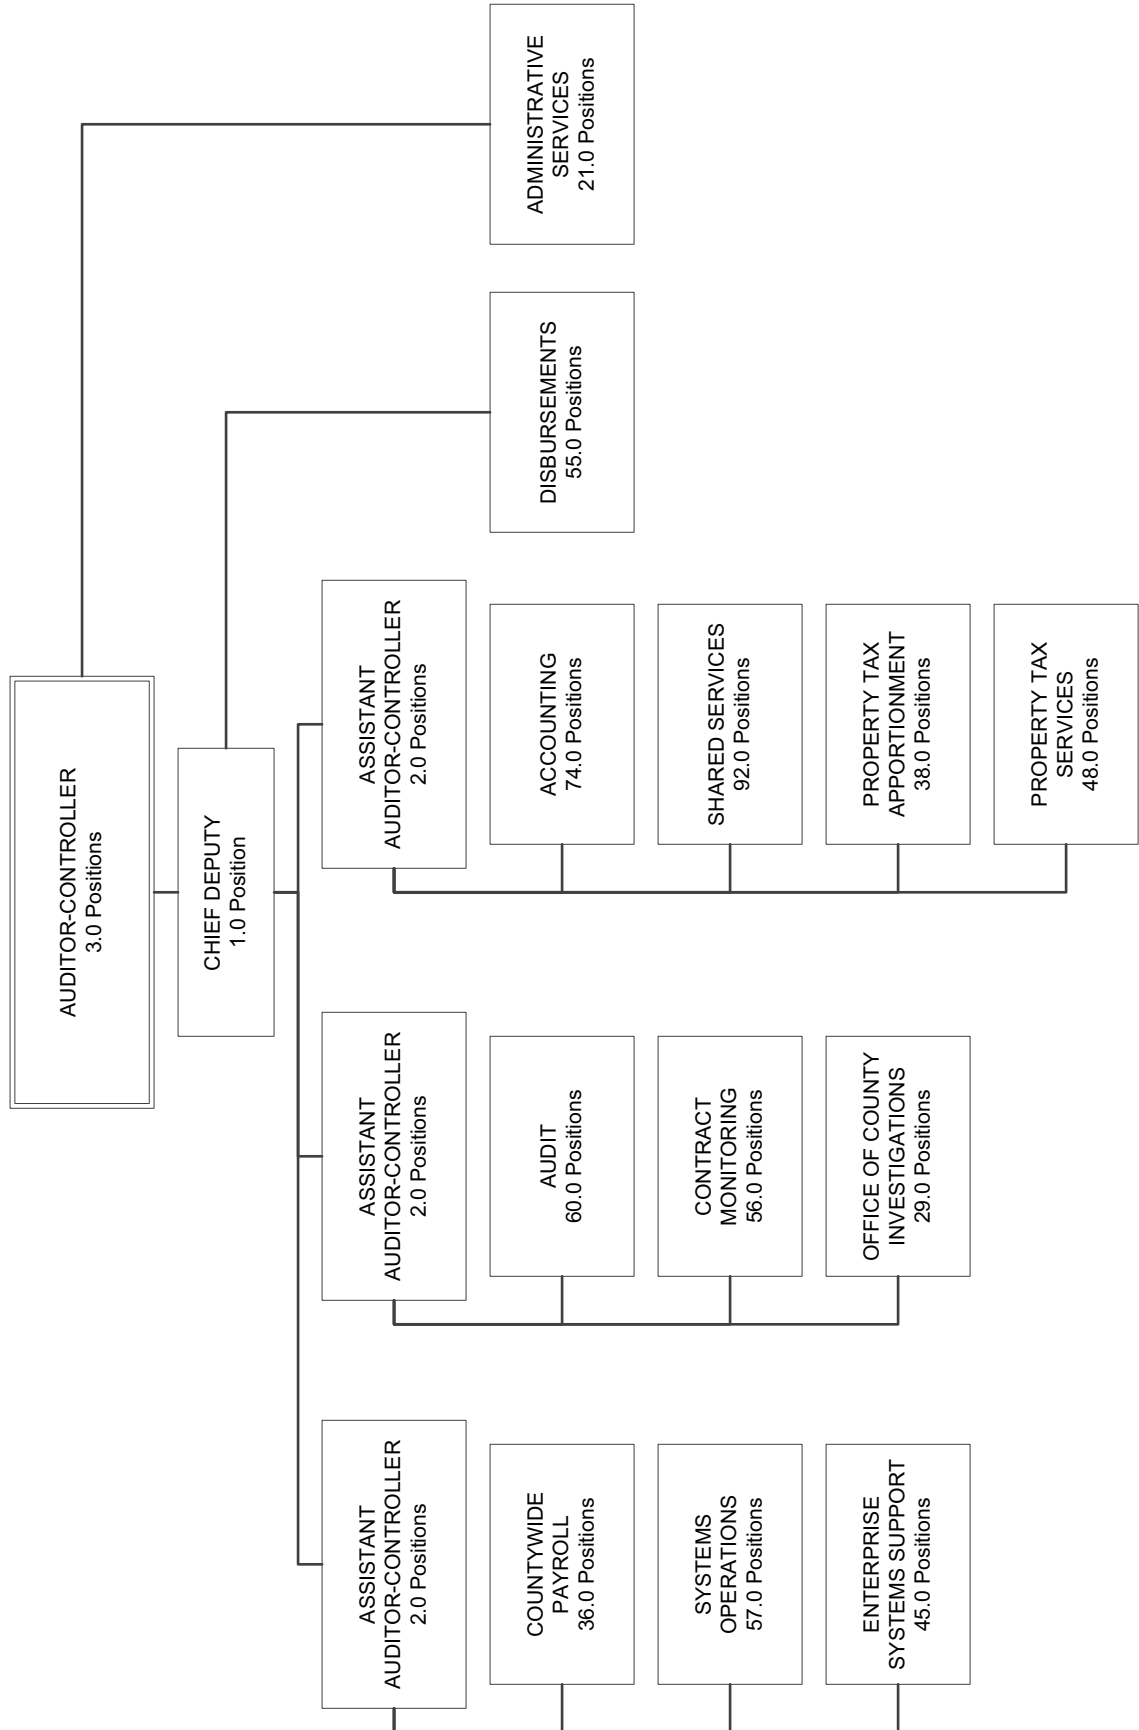 AUDITOR-CONTROLLER
3.0 Positions
CHIEF DEPUTY
1.0 Position
ASSISTANT
AUDITOR-CONTROLLER
2.0 Positions
COUNTYWIDE
PAYROLL
36.0 Positions
SYSTEMS
OPERATIONS
57.0 Positions
ENTERPRISE
SYSTEMS SUPPORT
45.0 Positions
ASSISTANT
AUDITOR-CONTROLLER
2.0 Positions
AUDIT
60.0 Positions
CONTRACT
MONITORING
56.0 Positions
OFFICE OF COUNTY
INVESTIGATIONS
29.0 Positions
ASSISTANT
AUDITOR-CONTROLLER
2.0 Positions
ACCOUNTING
74.0 Positions
SHARED SERVICES
92.0 Positions
PROPERTY TAX
APPORTIONMENT
38.0 Positions
PROPERTY TAX
SERVICES
48.0 Positions
DISBURSEMENTS
55.0 Positions
ADMINISTRATIVE
SERVICES
21.0 Positions